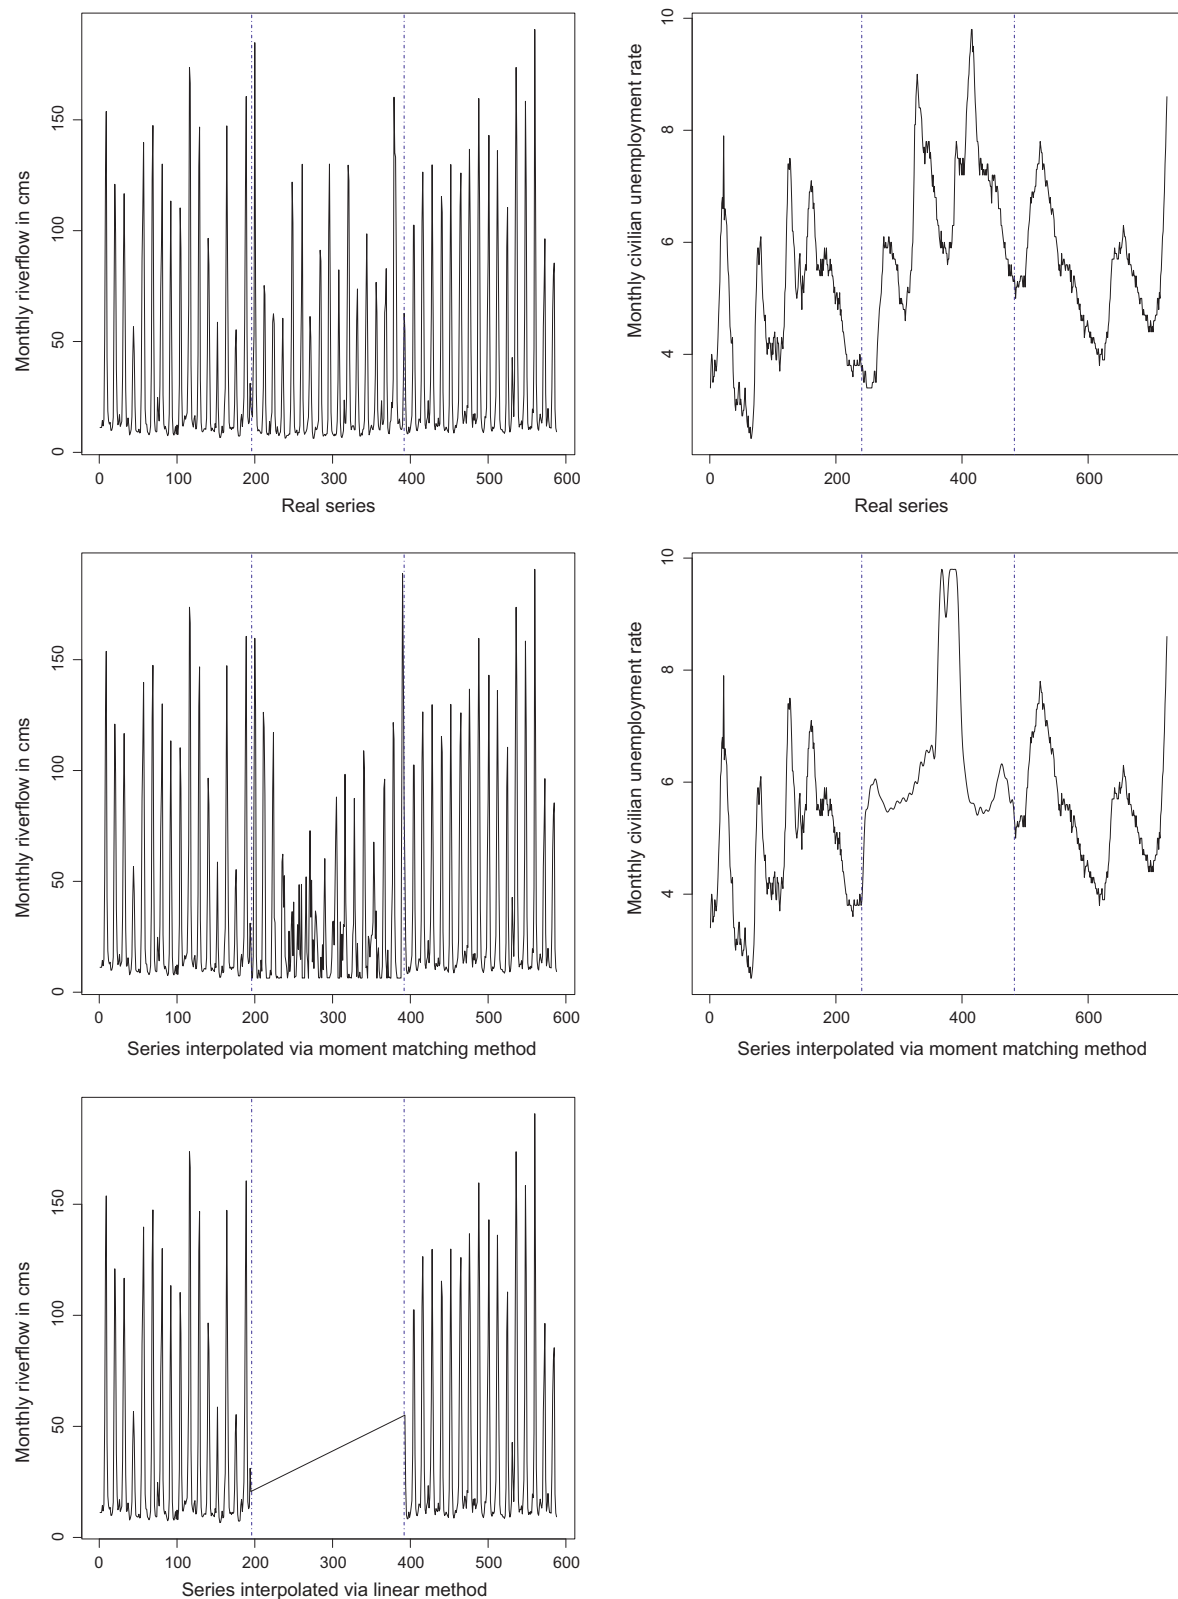 Monthly riverflow in cms
150
100
50
0
0 100 200 300 400 500 600
Real series
Monthly civilian unemployment rate
10
8
6
4
0 200 400 600
Real series
Monthly riverflow in cms
150
100
50
0
0 100 200 300 400 500 600
Series interpolated via moment matching method
Monthly civilian unemployment rate
10
8
6
4
0 200 400 600
Series interpolated via moment matching method
Monthly riverflow in cms
150
100
50
0
0 100 200 300 400 500 600
Series interpolated via linear method